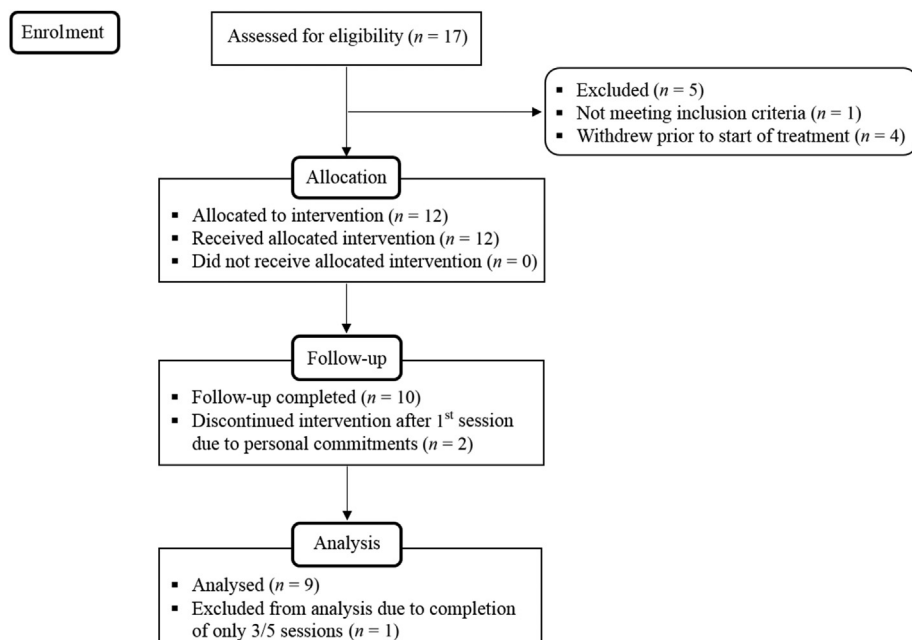 Enrolment
Assessed for eligibility (n = 17)
▪ Excluded (n = 5)
▪ Not meeting inclusion criteria (n = 1)
▪ Withdrew prior to start of treatment (n = 4)
Allocation
▪ Allocated to intervention (n = 12)
▪ Received allocated intervention (n = 12)
▪ Did not receive allocated intervention (n = 0)
Follow-up
▪ Follow-up completed (n = 10)
▪ Discontinued intervention after 1st session
due to personal commitments (n = 2)
Analysis
▪ Analysed (n = 9)
▪ Excluded from analysis due to completion
of only 3/5 sessions (n = 1)